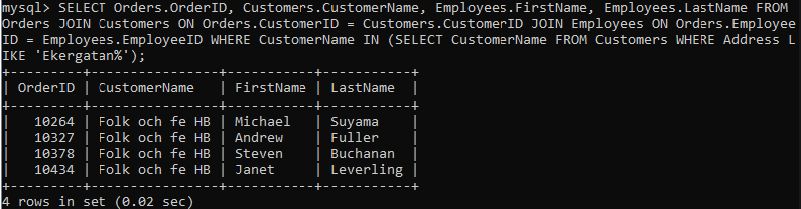 mysql> SELECT Orders.OrderID, Customers.CustomerName, Employees.FirstName, Employees.LastName FROM
Orders JOIN Customers ON Orders.CustomerID = Customers.CustomerID JOIN Employees ON Orders.Employee
ID = Employees.EmployeeID WHERE CustomerName IN (SELECT CustomerName FROM Customers WHERE Address L
IKE 'Ekergatan%');
+---------+----------------+-----------+-----------+
| OrderID | CustomerName   | FirstName | LastName  |
+---------+----------------+-----------+-----------+
|   10264 | Folk och fe HB | Michael   | Suyama    |
|   10327 | Folk och fe HB | Andrew    | Fuller    |
|   10378 | Folk och fe HB | Steven    | Buchanan  |
|   10434 | Folk och fe HB | Janet     | Leverling |
+---------+----------------+-----------+-----------+
4 rows in set (0.02 sec)